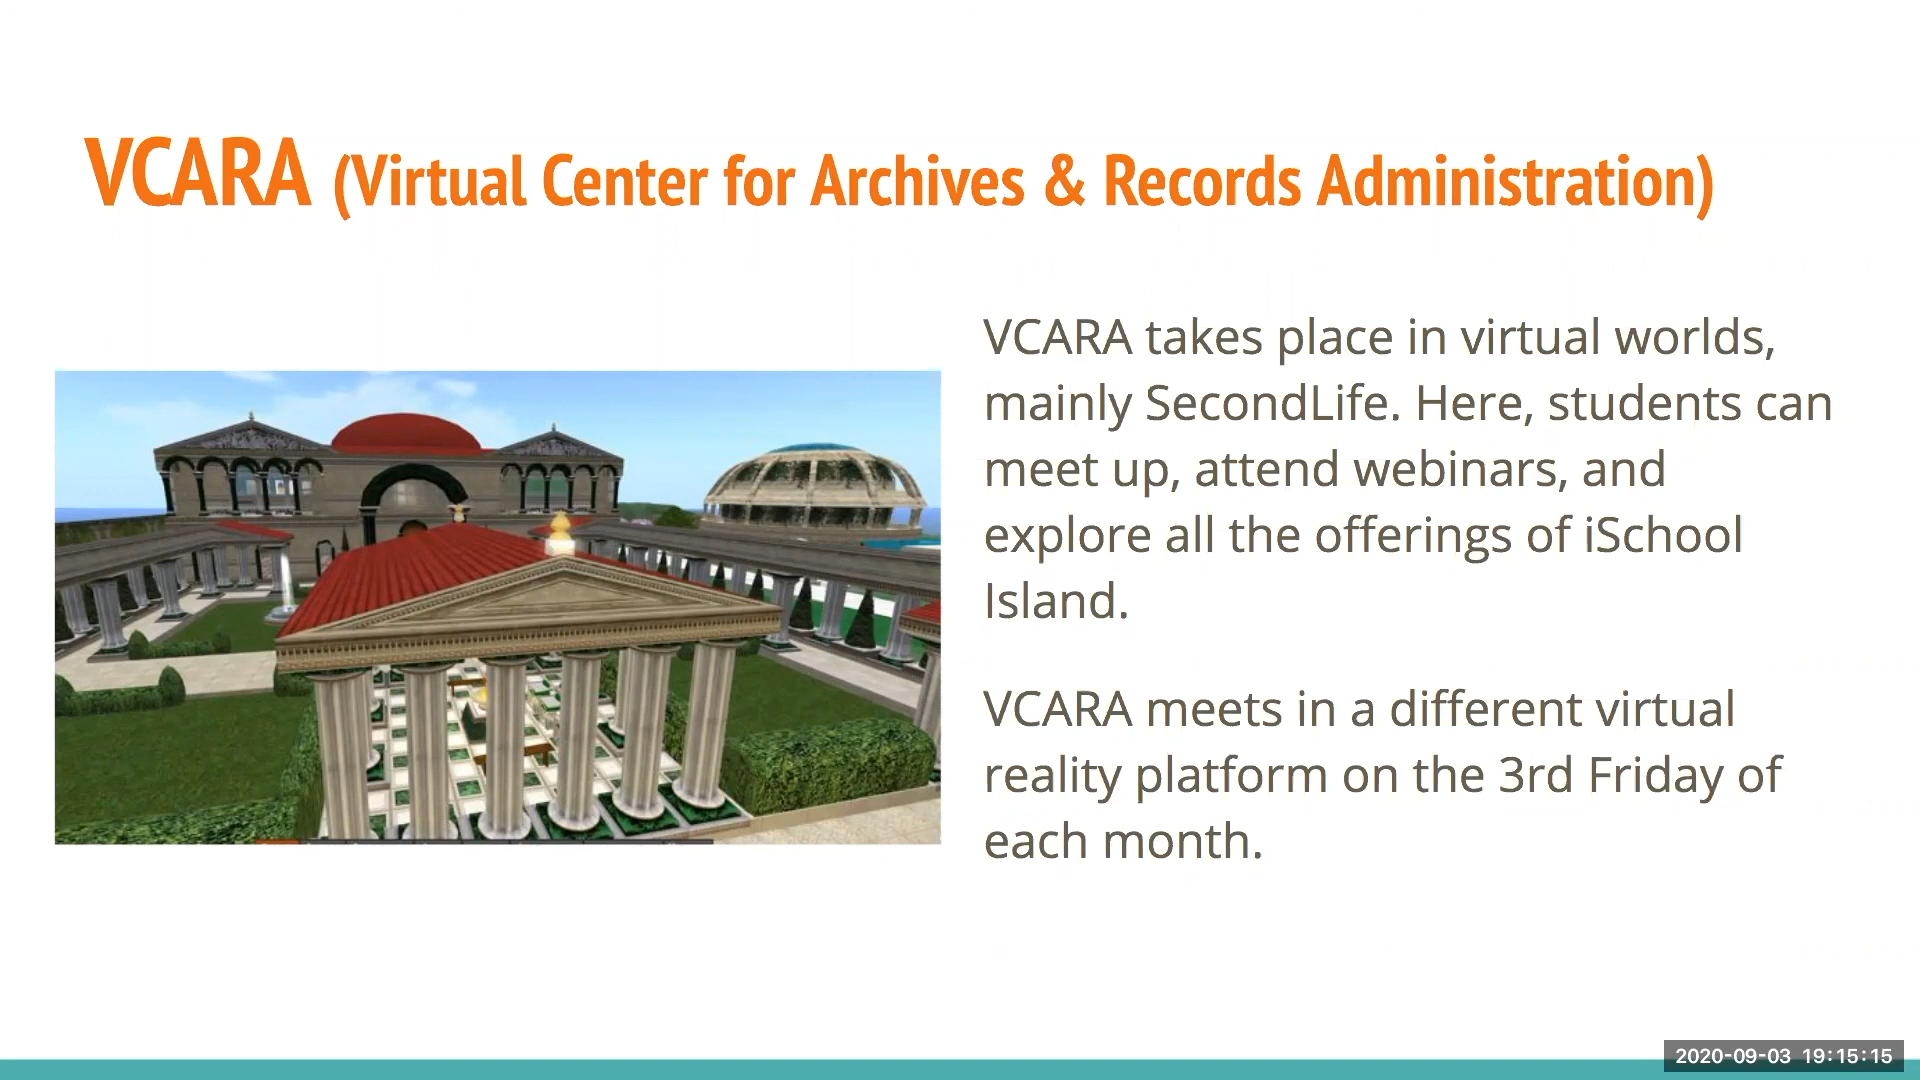 VCARA (Virtual Center for Archives & Records Administration)
VCARA takes place in virtual worlds,
mainly SecondLife. Here, students can
meet up, attend webinars, and
explore all the offerings of iSchool
Island.
VCARA meets in a different virtual
reality platform on the 3rd Friday of
each month.
2020-09-03 19:15:15